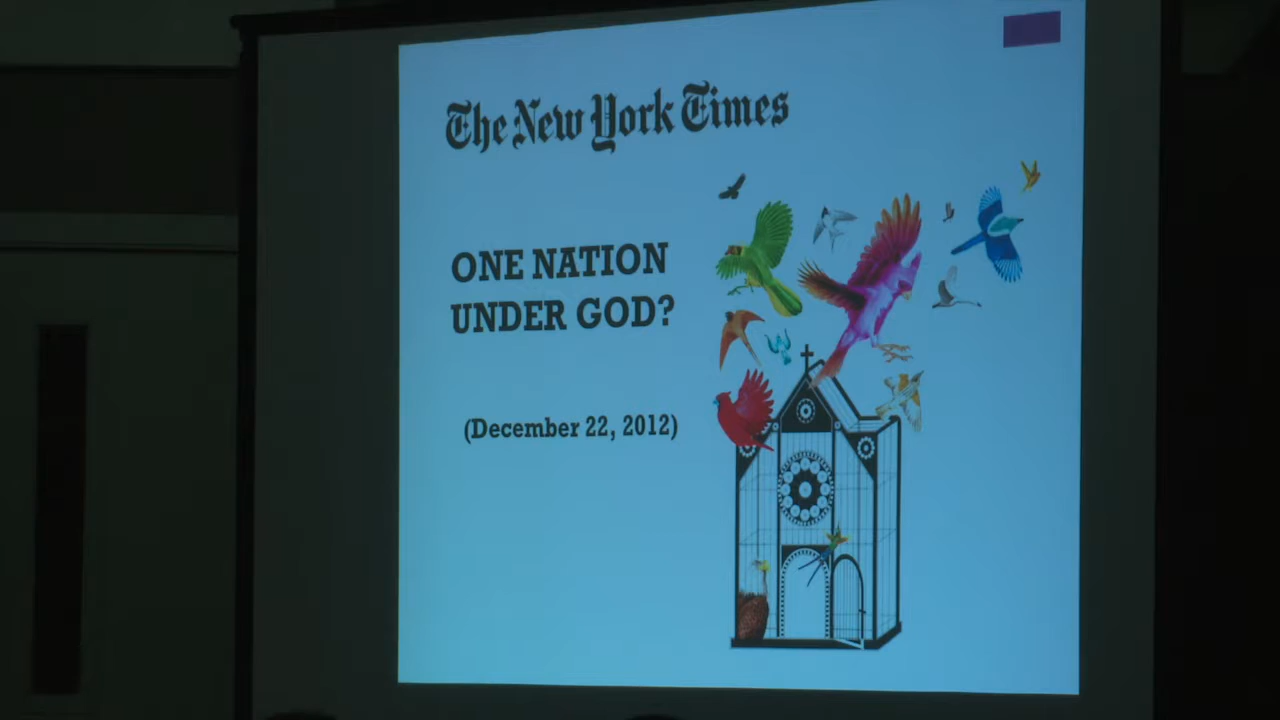 The New York Times
ONE NATION
UNDER GOD?
(December 22, 2012)